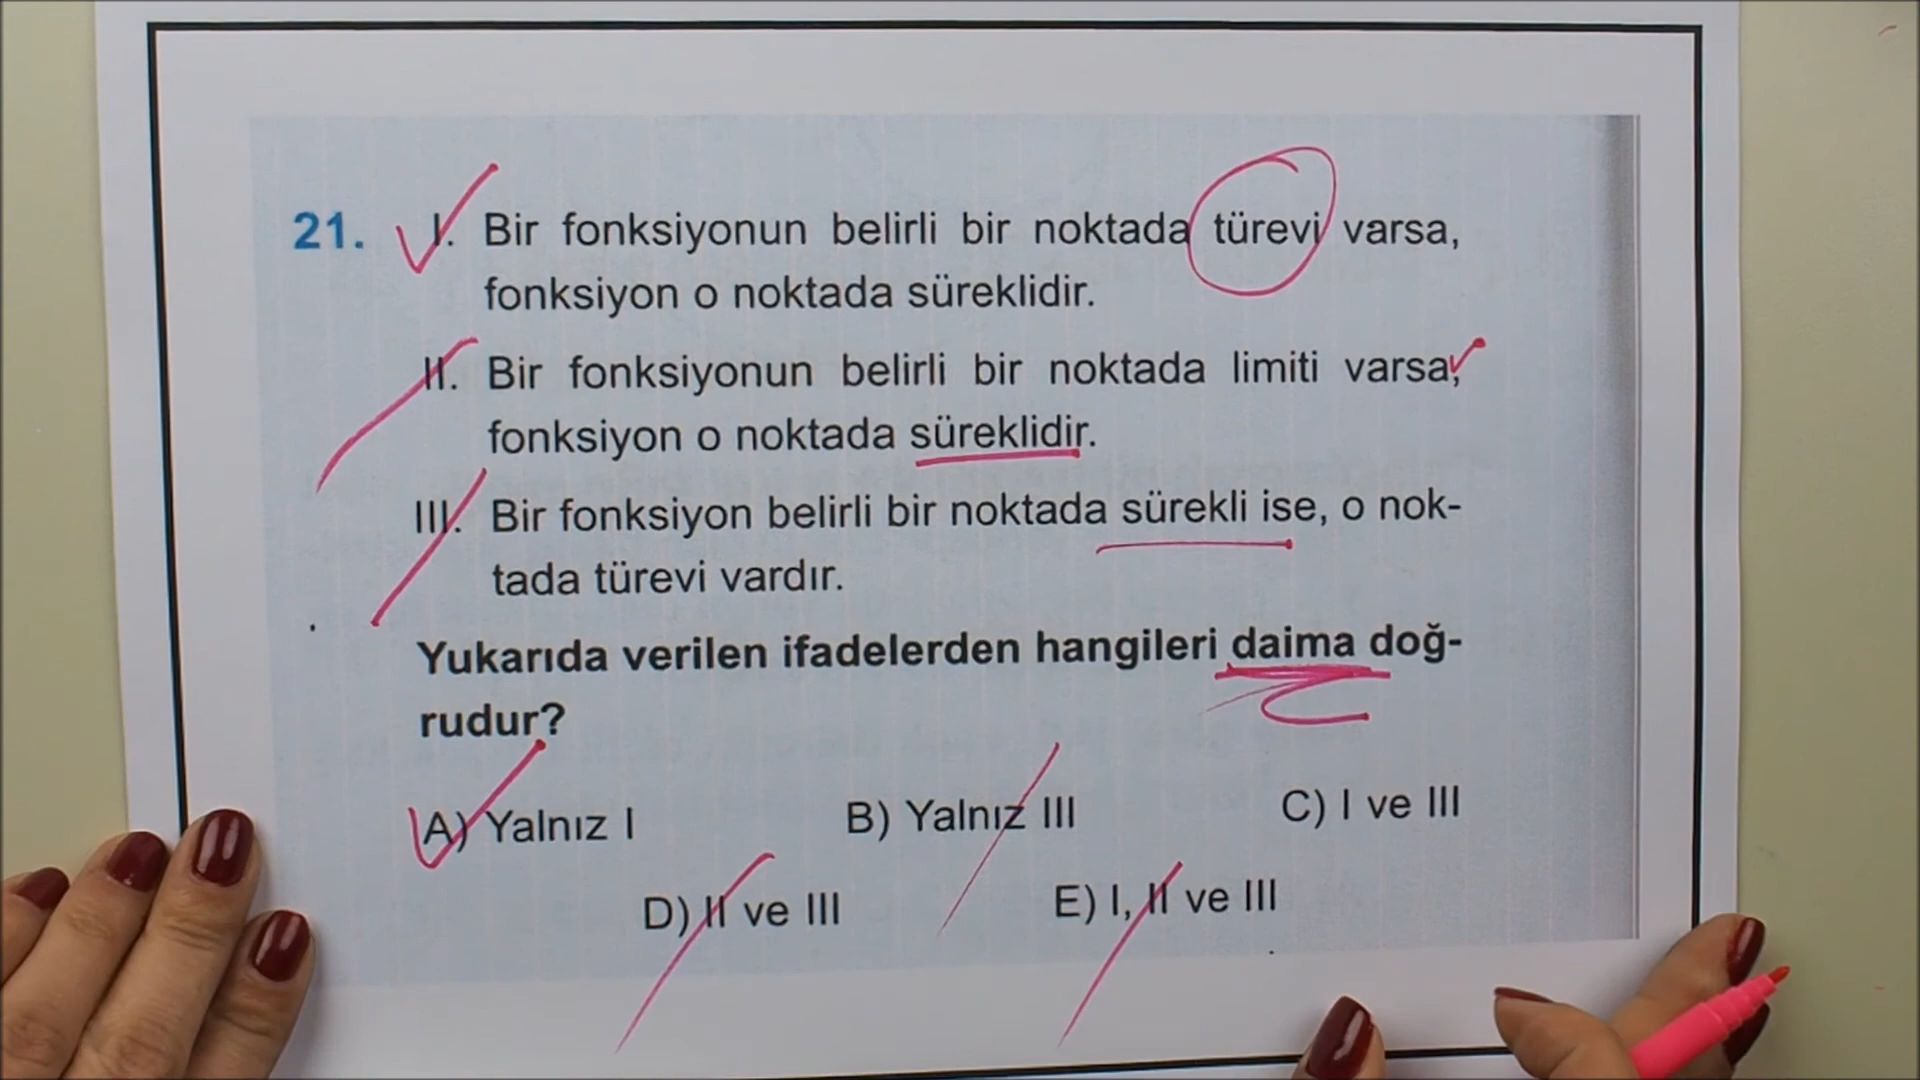 21. I. Bir fonksiyonun belirli bir noktada türevi varsa,
fonksiyon o noktada süreklidir.
II. Bir fonksiyonun belirli bir noktada limiti varsa,
fonksiyon o noktada süreklidir.
III. Bir fonksiyon belirli bir noktada sürekli ise, o nok-
tada türevi vardır.
Yukarıda verilen ifadelerden hangileri daima doğ-
rudur?
A) Yalnız I B) Yalnız III C) I ve III
D) II ve III E) I, II ve III